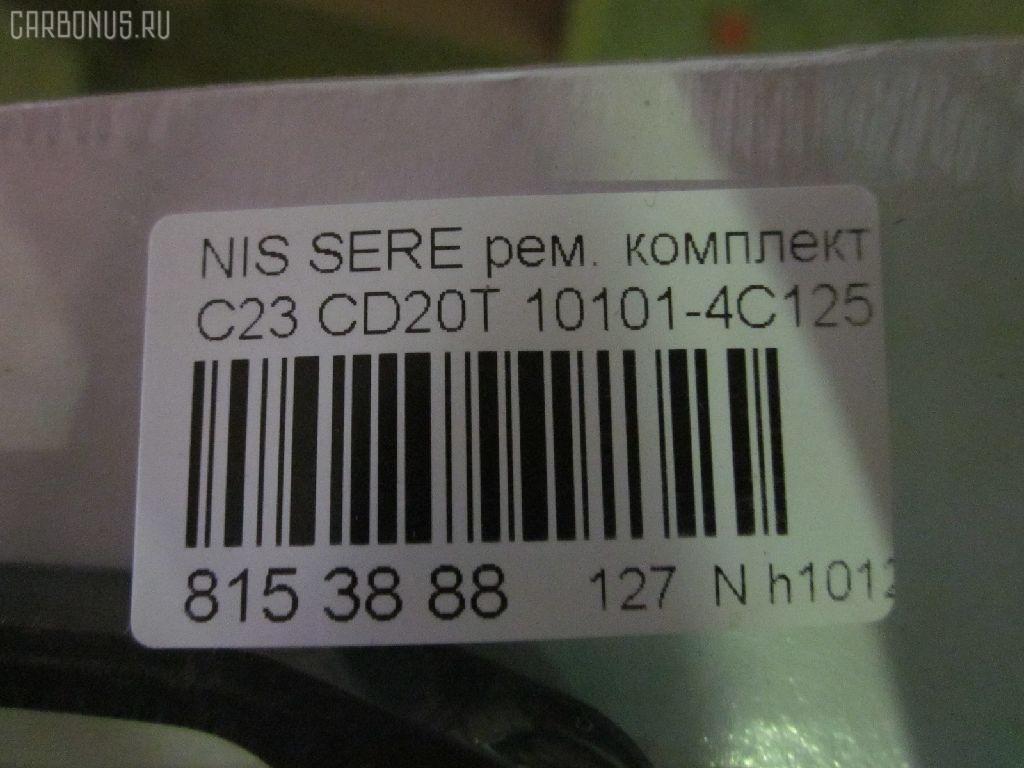 CARBONUS.RU
NIS SERE рем. комплект
C23 CD20T 10101-4C125
815 38 88 127 N h1012